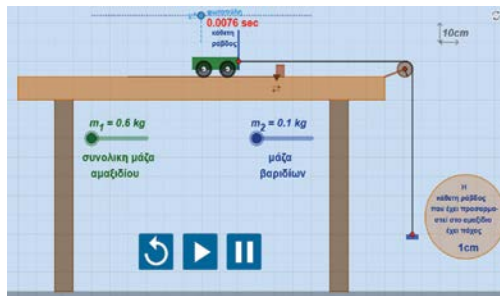 φωτοπύλη
0.0076 sec
κάθετη
ράβδος
10cm
m1 = 0.6 kg
συνολικη μάζα
αμαξιδίου
m2 = 0.1 kg
μάζα
βαριδίων
Η
κάθετη ράβδος
που έχει προσαρμο-
στεί στο αμαξίδιο
έχει πάχος
1cm